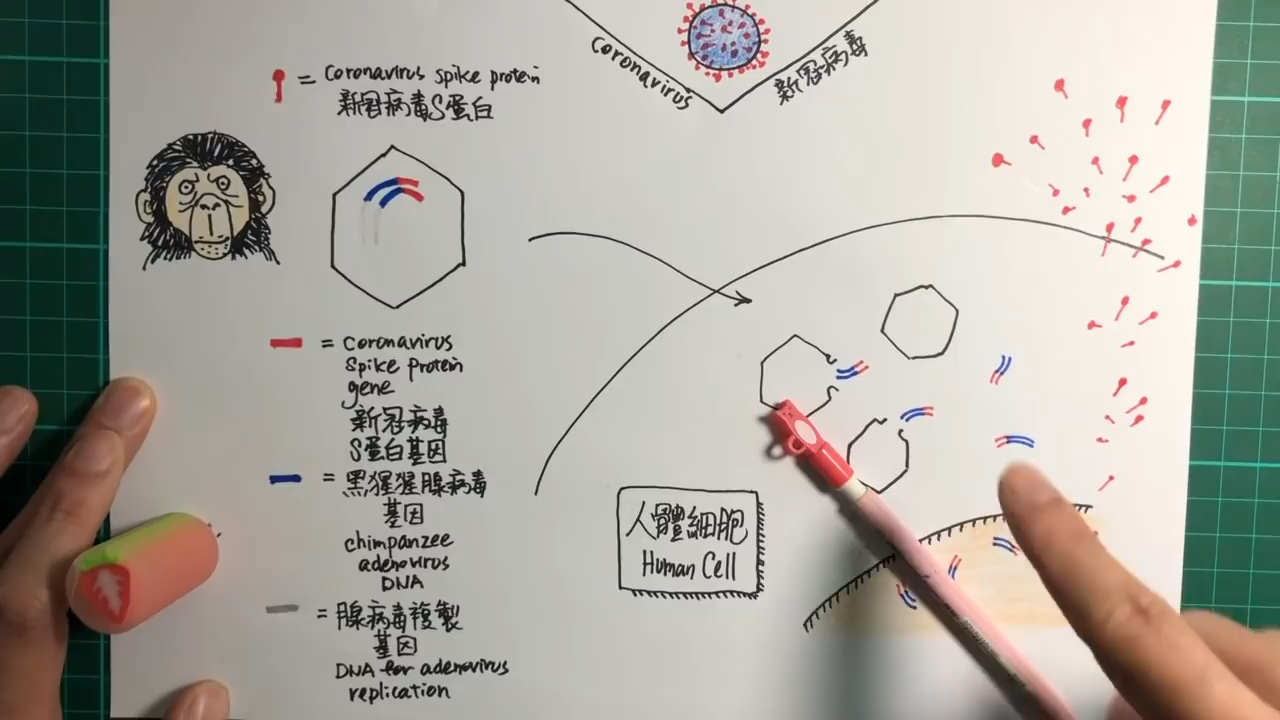 coronavirus
新冠病毒
= Coronavirus spike protein
新冠病毒S蛋白
= Coronavirus
Spike protein
gene
新冠病毒
S蛋白基因
= 黑猩猩腺病毒
基因
chimpanzee
adenovirus
DNA
= 腺病毒複製
基因
DNA for adenovirus
replication
人體細胞
Human Cell